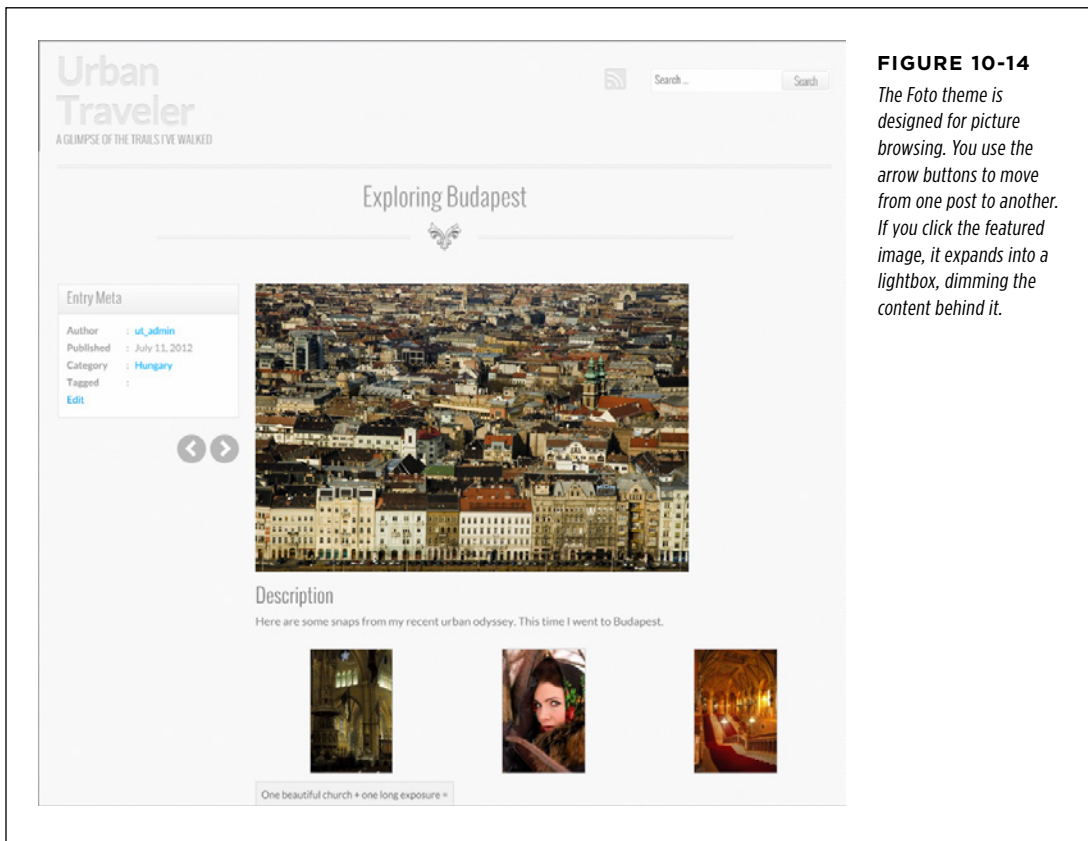 Urban
Traveler
A GLIMPSE OF THE TRAILS I'VE WALKED
Search ...
Search
Exploring Budapest
Entry Meta
Author : ut_admin
Published : July 11, 2012
Category : Hungary
Tagged :
Edit
Description
Here are some snaps from my recent urban odyssey. This time I went to Budapest.
One beautiful church + one long exposure =
FIGURE 10-14
The Foto theme is
designed for picture
browsing. You use the
arrow buttons to move
from one post to another.
If you click the featured
image, it expands into a
lightbox, dimming the
content behind it.